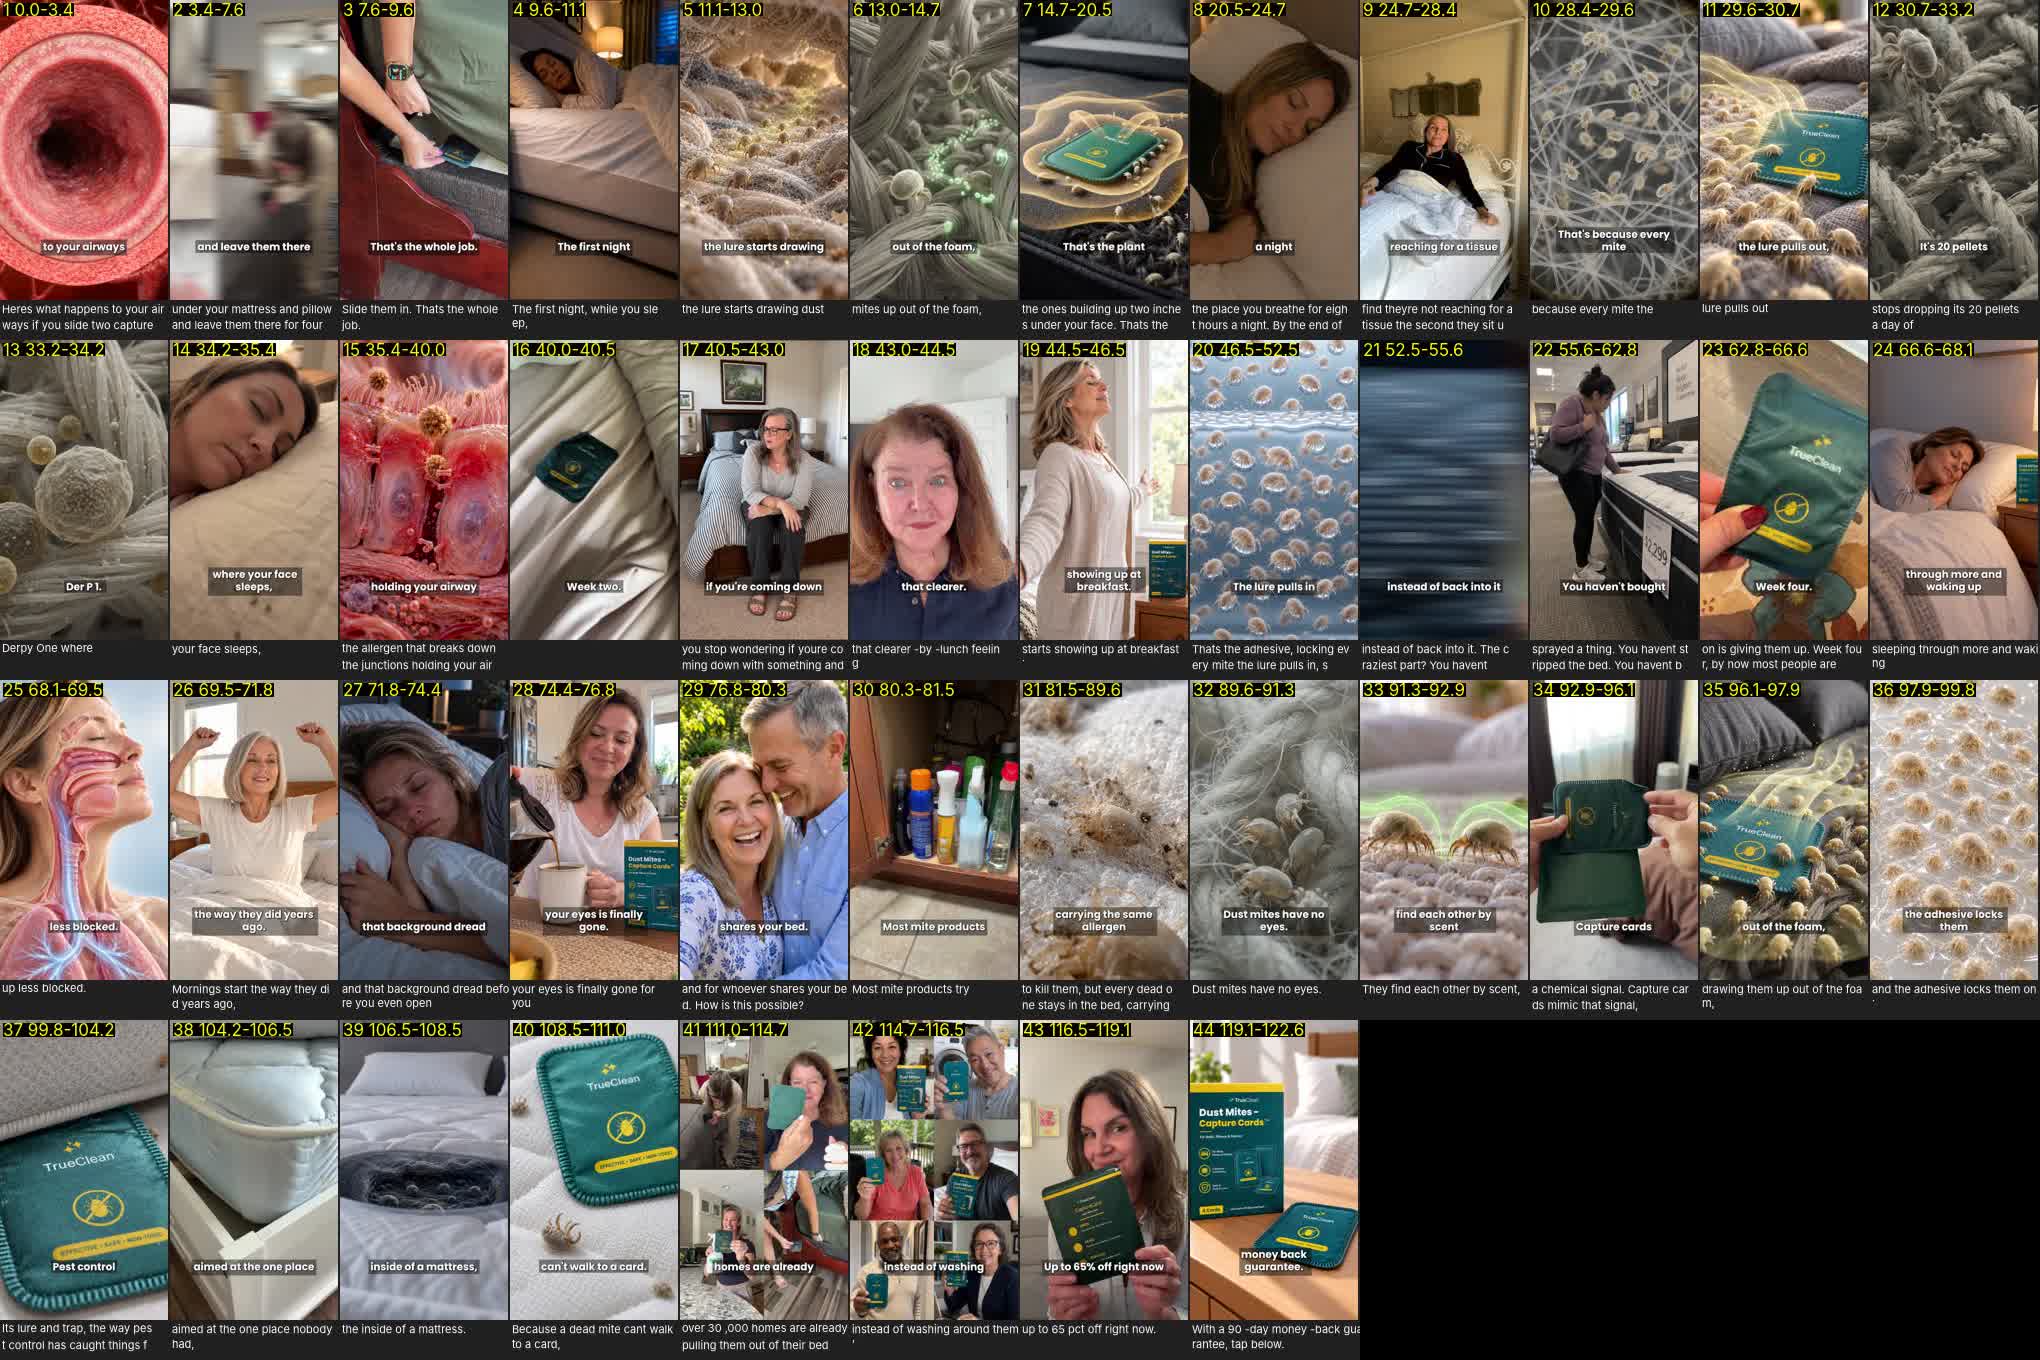 1 0.0-3.4
to your airways
Heres what happens to your air
ways if you slide two capture
2 3.4-7.6
and leave them there
under your mattress and pillow
and leave them there for four
3 7.6-9.6
That's the whole job.
Slide them in. Thats the whole
job.
4 9.6-11.1
The first night
The first night, while you sle
ep,
5 11.1-13.0
the lure starts drawing
the lure starts drawing dust
6 13.0-14.7
out of the foam,
mites up out of the foam,
7 14.7-20.5
TrueClean
That's the plant
the ones building up two inche
s under your face. Thats the
8 20.5-24.7
a night
the place you breathe for eigh
t hours a night. By the end of
9 24.7-28.4
reaching for a tissue
find theyre not reaching for a
tissue the second they sit u
10 28.4-29.6
That's because every
mite
because every mite the
11 29.6-30.7
TrueClean
the lure pulls out,
lure pulls out
12 30.7-33.2
It's 20 pellets
stops dropping its 20 pellets
a day of
13 33.2-34.2
Der P 1.
Derpy One where
14 34.2-35.4
where your face
sleeps,
your face sleeps,
15 35.4-40.0
holding your airway
the allergen that breaks down
the junctions holding your air
16 40.0-40.5
Week two.
17 40.5-43.0
if you're coming down
you stop wondering if youre co
ming down with something and
18 43.0-44.5
that clearer.
that clearer -by -lunch feelin
g
19 44.5-46.5
Dust Mites -
Capture Cards
showing up at
breakfast.
starts showing up at breakfast
.
20 46.5-52.5
The lure pulls in
Thats the adhesive, locking ev
ery mite the lure pulls in, s
21 52.5-55.6
instead of back into it
instead of back into it. The c
raziest part? You havent
22 55.6-62.8
$2,299
You haven't bought
sprayed a thing. You havent st
ripped the bed. You havent b
23 62.8-66.6
TrueClean
Week four.
on is giving them up. Week fou
r, by now most people are
24 66.6-68.1
through more and
waking up
sleeping through more and waki
ng
25 68.1-69.5
less blocked.
up less blocked.
26 69.5-71.8
the way they did years
ago.
Mornings start the way they di
d years ago,
27 71.8-74.4
that background dread
and that background dread befo
re you even open
28 74.4-76.8
TrueClean
Dust Mites -
Capture Cards
your eyes is finally
gone.
your eyes is finally gone for
you
29 76.8-80.3
shares your bed.
and for whoever shares your be
d. How is this possible?
30 80.3-81.5
Most mite products
Most mite products try
31 81.5-89.6
carrying the same
allergen
to kill them, but every dead o
ne stays in the bed, carrying
32 89.6-91.3
Dust mites have no
eyes.
Dust mites have no eyes.
33 91.3-92.9
find each other by
scent
They find each other by scent,
34 92.9-96.1
Capture cards
a chemical signal. Capture car
ds mimic that signal,
35 96.1-97.9
TrueClean
out of the foam,
drawing them up out of the foa
m,
36 97.9-99.8
the adhesive locks
them
and the adhesive locks them on
.
37 99.8-104.2
TrueClean
EFFECTIVE • SAFE • NON-TOXIC
Pest control
Its lure and trap, the way pes
t control has caught things f
38 104.2-106.5
aimed at the one place
aimed at the one place nobody
had,
39 106.5-108.5
inside of a mattress,
the inside of a mattress.
40 108.5-111.0
TrueClean
EFFECTIVE • SAFE • NON-TOXIC
can't walk to a card.
Because a dead mite cant walk
to a card,
41 111.0-114.7
homes are already
over 30 ,000 homes are already
pulling them out of their bed
42 114.7-116.5
instead of washing
instead of washing around them
,
43 116.5-119.1
Up to 65% off right now
up to 65 pct off right now.
44 119.1-122.6
TrueClean
Dust Mites -
Capture Cards
TrueClean
money back
guarantee.
With a 90 -day money -back gua
rantee, tap below.